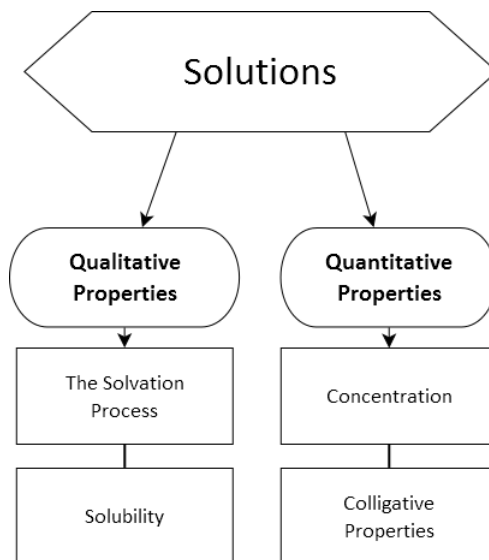 Solutions
Qualitative
Properties
Quantitative
Properties
The Solvation
Process
Concentration
Solubility
Colligative
Properties